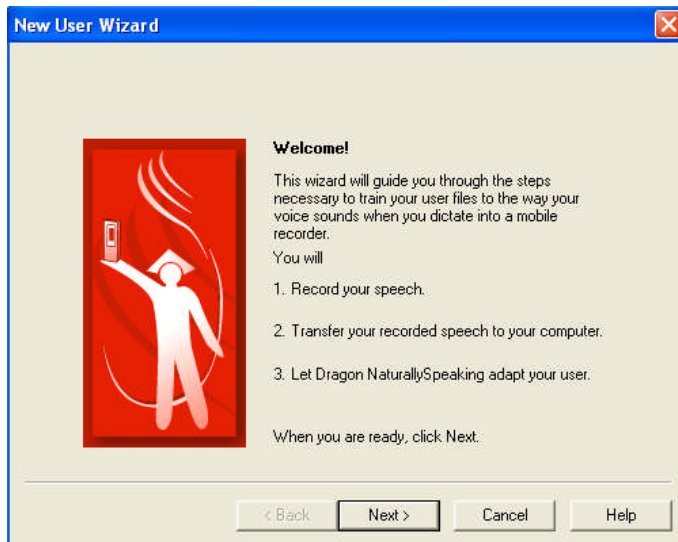 New User Wizard
Welcome!
This wizard will guide you through the steps
necessary to train your user files to the way your
voice sounds when you dictate into a mobile
recorder.
You will
1. Record your speech.
2. Transfer your recorded speech to your computer.
3. Let Dragon NaturallySpeaking adapt your user.
When you are ready, click Next.
< Back Next > Cancel Help